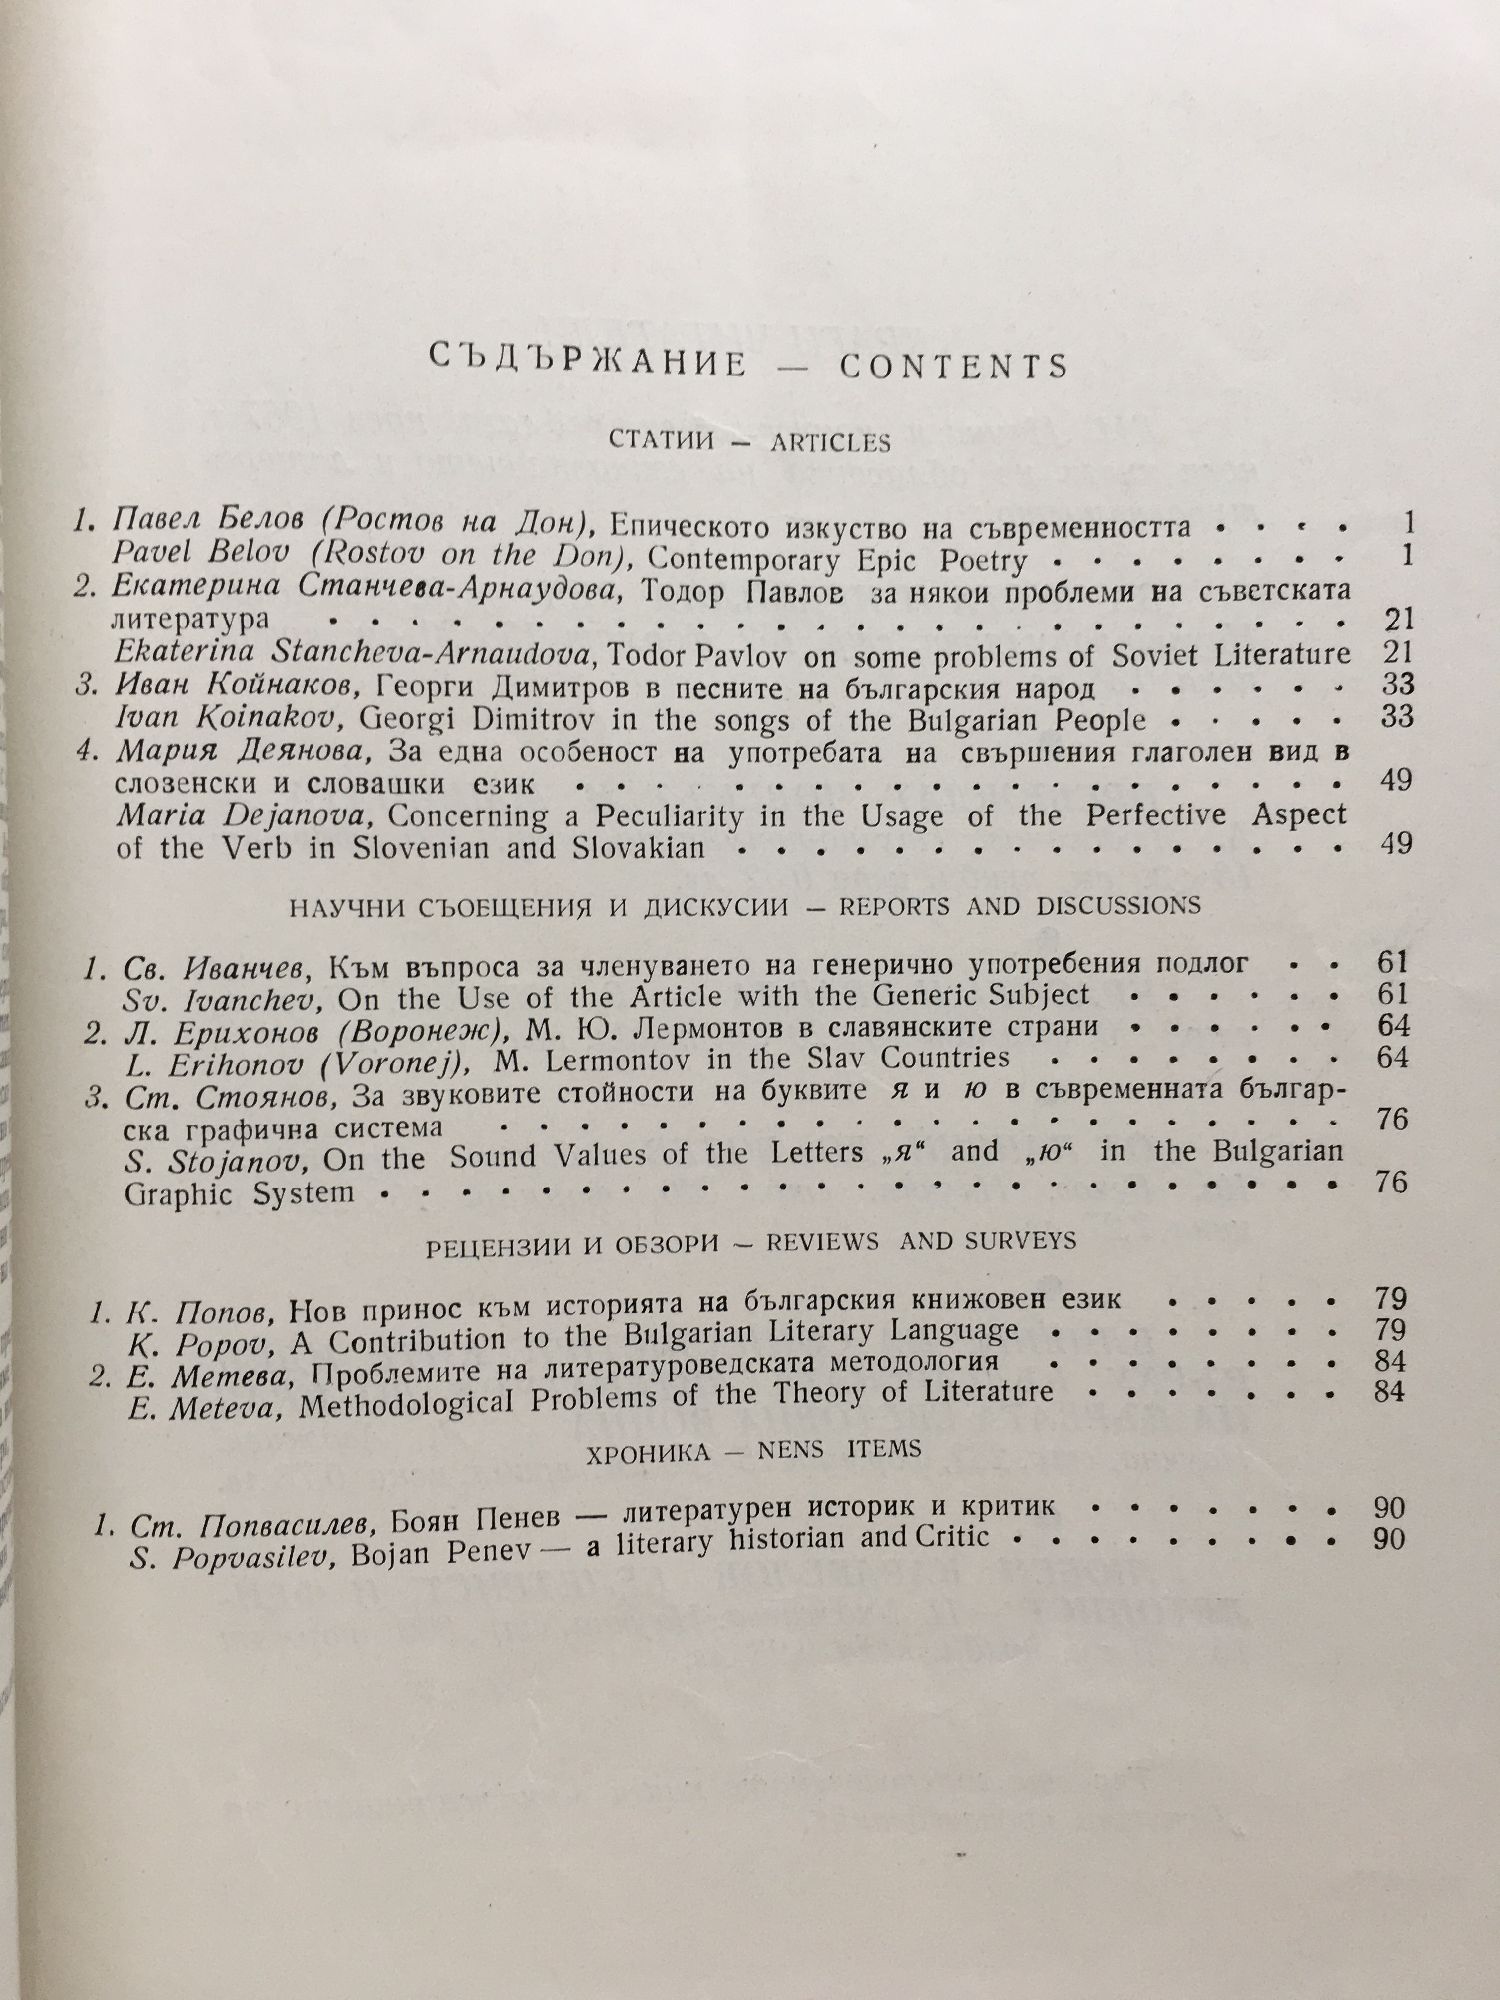 СЪДЪРЖАНИЕ — CONTENTS
СТАТИИ — ARTICLES
1. Павел Белов (Ростов на Дон), Епическото изкуство на съвременността . . . . 1
Pavel Belov (Rostov on the Don), Contemporary Epic Poetry . . . . . . . . 1
2. Екатерина Станчева-Арнаудова, Тодор Павлов за някои проблеми на съветската
литература . . . . . . . . . . . . . . . . . . . . . . . . . . 21
Ekaterina Stancheva-Arnaudova, Todor Pavlov on some problems of Soviet Literature 21
3. Иван Койнаков, Георги Димитров в песните на българския народ . . . . . . 33
Ivan Koinakov, Georgi Dimitrov in the songs of the Bulgarian People . . . . . 33
4. Мария Деянова, За една особеност на употребата на свършения глаголен вид в
слозенски и словашки език . . . . . . . . . . . . . . . . . . . . 49
Maria Dejanova, Concerning a Peculiarity in the Usage of the Perfective Aspect
of the Verb in Slovenian and Slovakian . . . . . . . . . . . . . . . . 49
НАУЧНИ СЪОБЩЕНИЯ И ДИСКУСИИ — REPORTS AND DISCUSSIONS
1. Св. Иванчев, Към въпроса за членуването на генерично употребения подлог . . 61
Sv. Ivanchev, On the Use of the Article with the Generic Subject . . . . . . 61
2. Л. Ерихонов (Воронеж), М. Ю. Лермонтов в славянските страни . . . . . . 64
L. Erihonov (Voronej), M. Lermontov in the Slav Countries . . . . . . . . 64
3. Ст. Стоянов, За звуковите стойности на буквите я и ю в съвременната българ-
ска графична система . . . . . . . . . . . . . . . . . . . . . . 76
S. Stojanov, On the Sound Values of the Letters „я“ and „ю“ in the Bulgarian
Graphic System . . . . . . . . . . . . . . . . . . . . . . . . . 76
РЕЦЕНЗИИ И ОБЗОРИ — REVIEWS AND SURVEYS
1. К. Попов, Нов принос към историята на българския книжовен език . . . . . 79
K. Popov, A Contribution to the Bulgarian Literary Language . . . . . . . . 79
2. Е. Метева, Проблемите на литературоведската методология . . . . . . . . 84
E. Meteva, Methodological Problems of the Theory of Literature . . . . . . . 84
ХРОНИКА — NENS ITEMS
1. Ст. Попвасилев, Боян Пенев — литературен историк и критик . . . . . . . 90
S. Popvasilev, Bojan Penev — a literary historian and Critic . . . . . . . . . 90